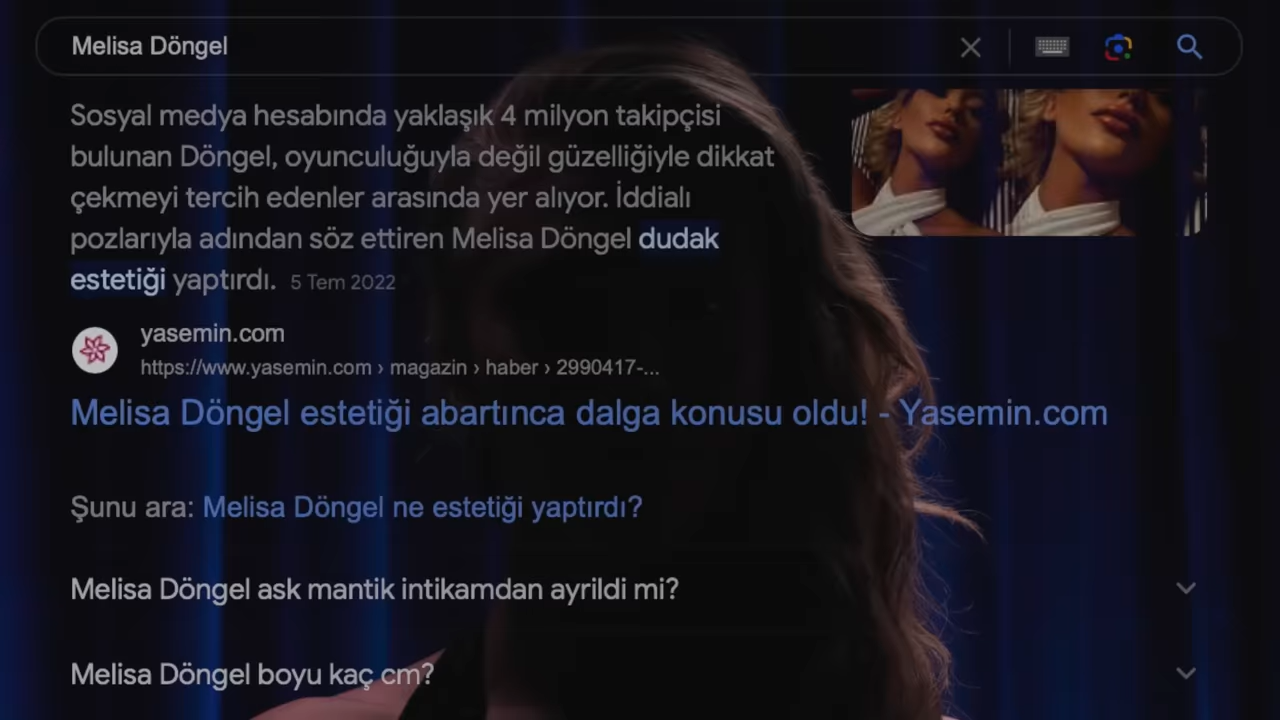 Melisa Döngel
Sosyal medya hesabında yaklaşık 4 milyon takipçisi
bulunan Döngel, oyunculuğuyla değil güzelliğiyle dikkat
çekmeyi tercih edenler arasında yer alıyor. İddialı
pozlarıyla adından söz ettiren Melisa Döngel dudak
estetiği yaptırdı. 5 Tem 2022
yasemin.com
https://www.yasemin.com › magazin › haber › 2990417-...
Melisa Döngel estetiği abartınca dalga konusu oldu! - Yasemin.com
Şunu ara: Melisa Döngel ne estetiği yaptırdı?
Melisa Döngel ask mantik intikamdan ayrildi mi?
Melisa Döngel boyu kaç cm?